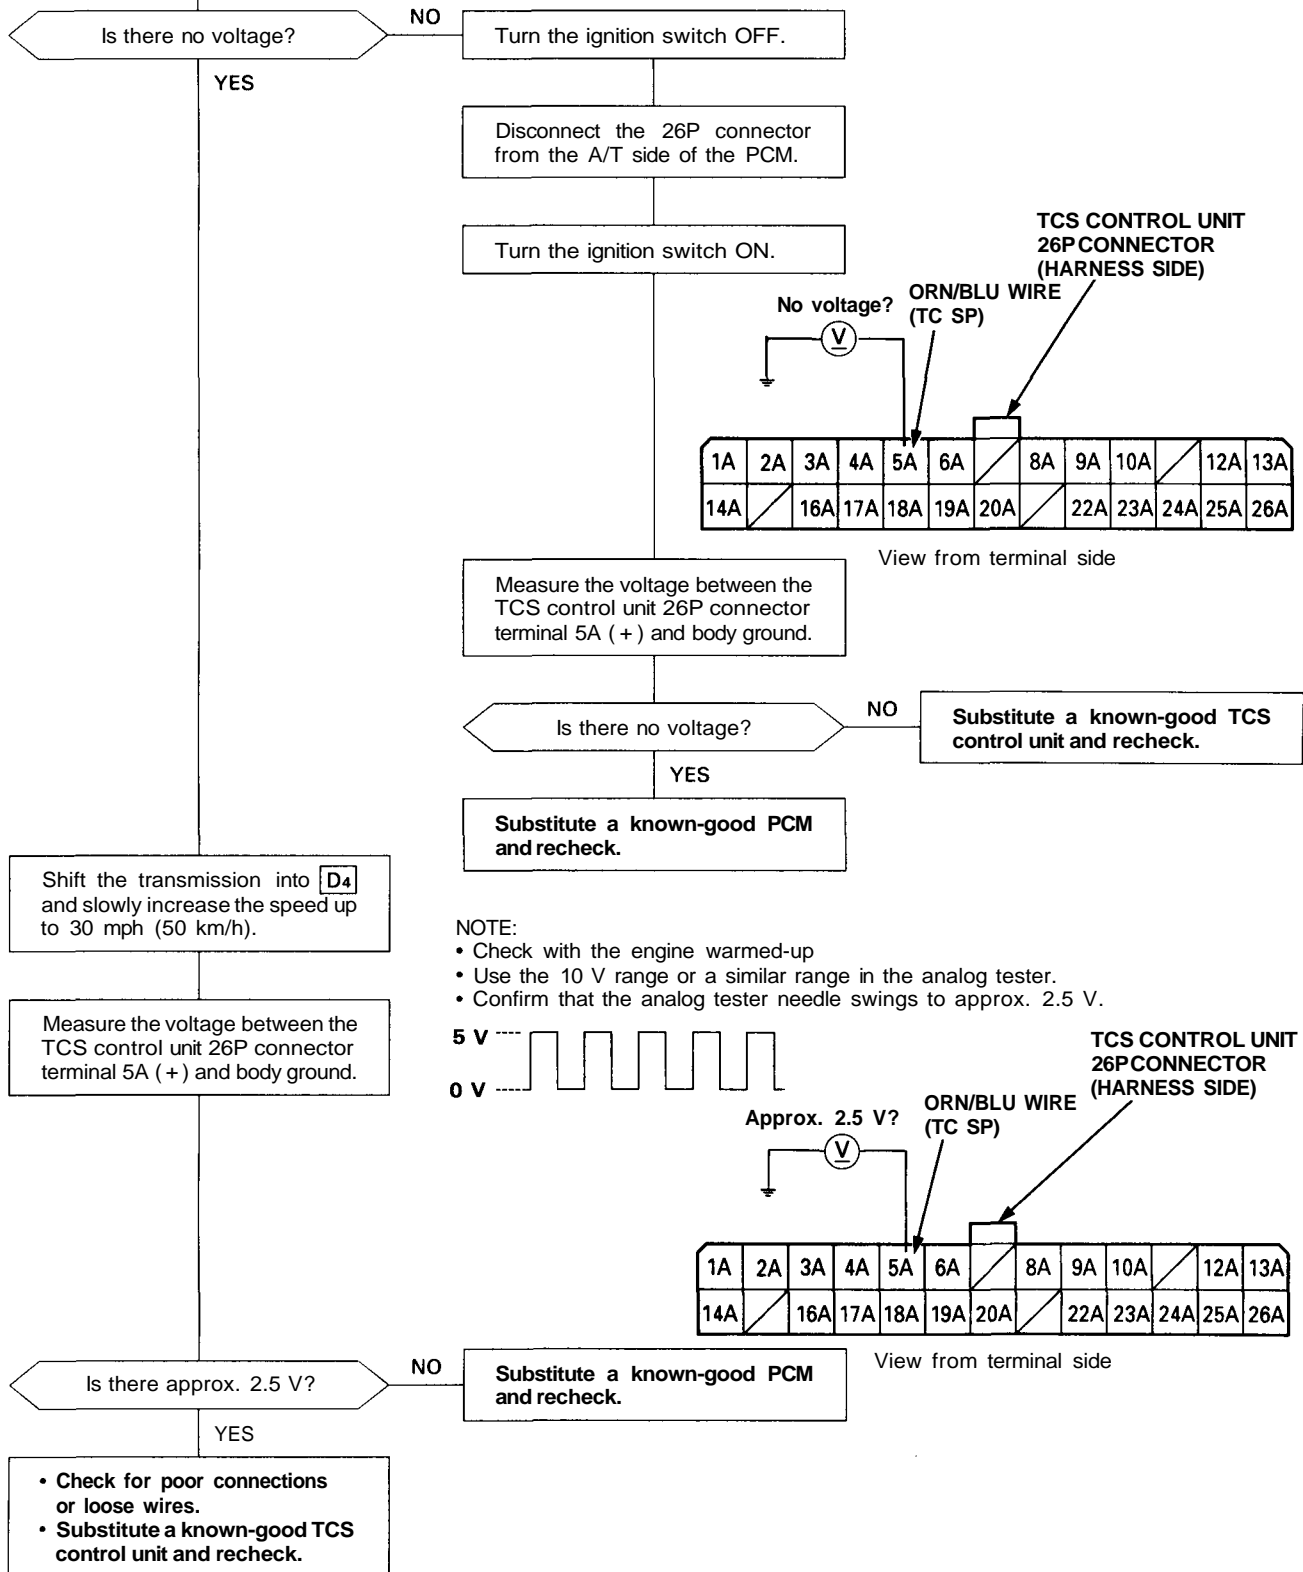 Is there no voltage?
NO
Turn the ignition switch OFF.
YES
Disconnect the 26P connector
from the A/T side of the PCM.
Turn the ignition switch ON.
TCS CONTROL UNIT
26P CONNECTOR
(HARNESS SIDE)
No voltage?
ORN/BLU WIRE
(TC SP)
V
1A 2A 3A 4A 5A 6A 8A 9A 10A 12A 13A
14A 16A 17A 18A 19A 20A 22A 23A 24A 25A 26A
View from terminal side
Measure the voltage between the
TCS control unit 26P connector
terminal 5A (+) and body ground.
Is there no voltage?
NO
Substitute a known-good TCS
control unit and recheck.
YES
Substitute a known-good PCM
and recheck.
Shift the transmission into D4
and slowly increase the speed up
to 30 mph (50 km/h).
NOTE:
• Check with the engine warmed-up
• Use the 10 V range or a similar range in the analog tester.
• Confirm that the analog tester needle swings to approx. 2.5 V.
Measure the voltage between the
TCS control unit 26P connector
terminal 5A (+) and body ground.
5 V
0 V
TCS CONTROL UNIT
26P CONNECTOR
(HARNESS SIDE)
Approx. 2.5 V?
ORN/BLU WIRE
(TC SP)
V
1A 2A 3A 4A 5A 6A 8A 9A 10A 12A 13A
14A 16A 17A 18A 19A 20A 22A 23A 24A 25A 26A
View from terminal side
Is there approx. 2.5 V?
NO
Substitute a known-good PCM
and recheck.
YES
• Check for poor connections
or loose wires.
• Substitute a known-good TCS
control unit and recheck.